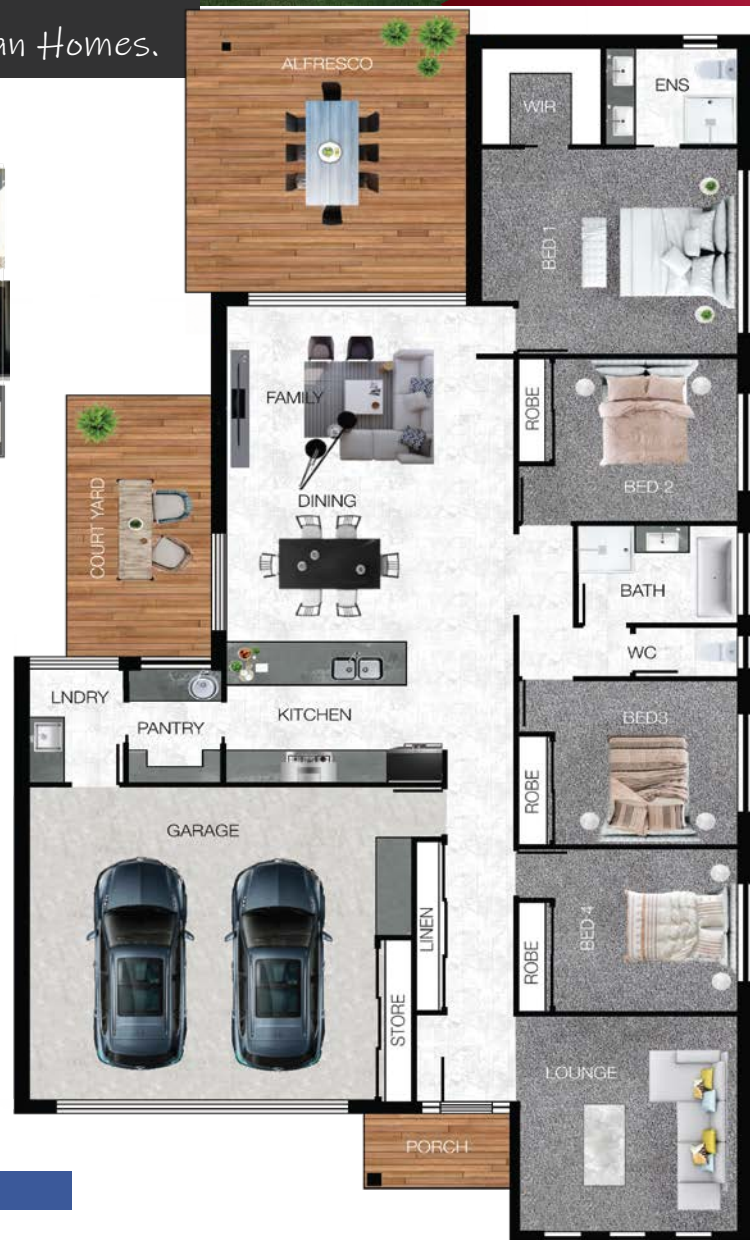 an Homes.
ALFRESCO
ENS
WIR
BED 1
FAMILY
ROBE
BED 2
COURT YARD
DINING
BATH
WC
LNDRY
PANTRY
KITCHEN
BED3
ROBE
GARAGE
LINEN
BED 4
ROBE
STORE
LOUNGE
PORCH